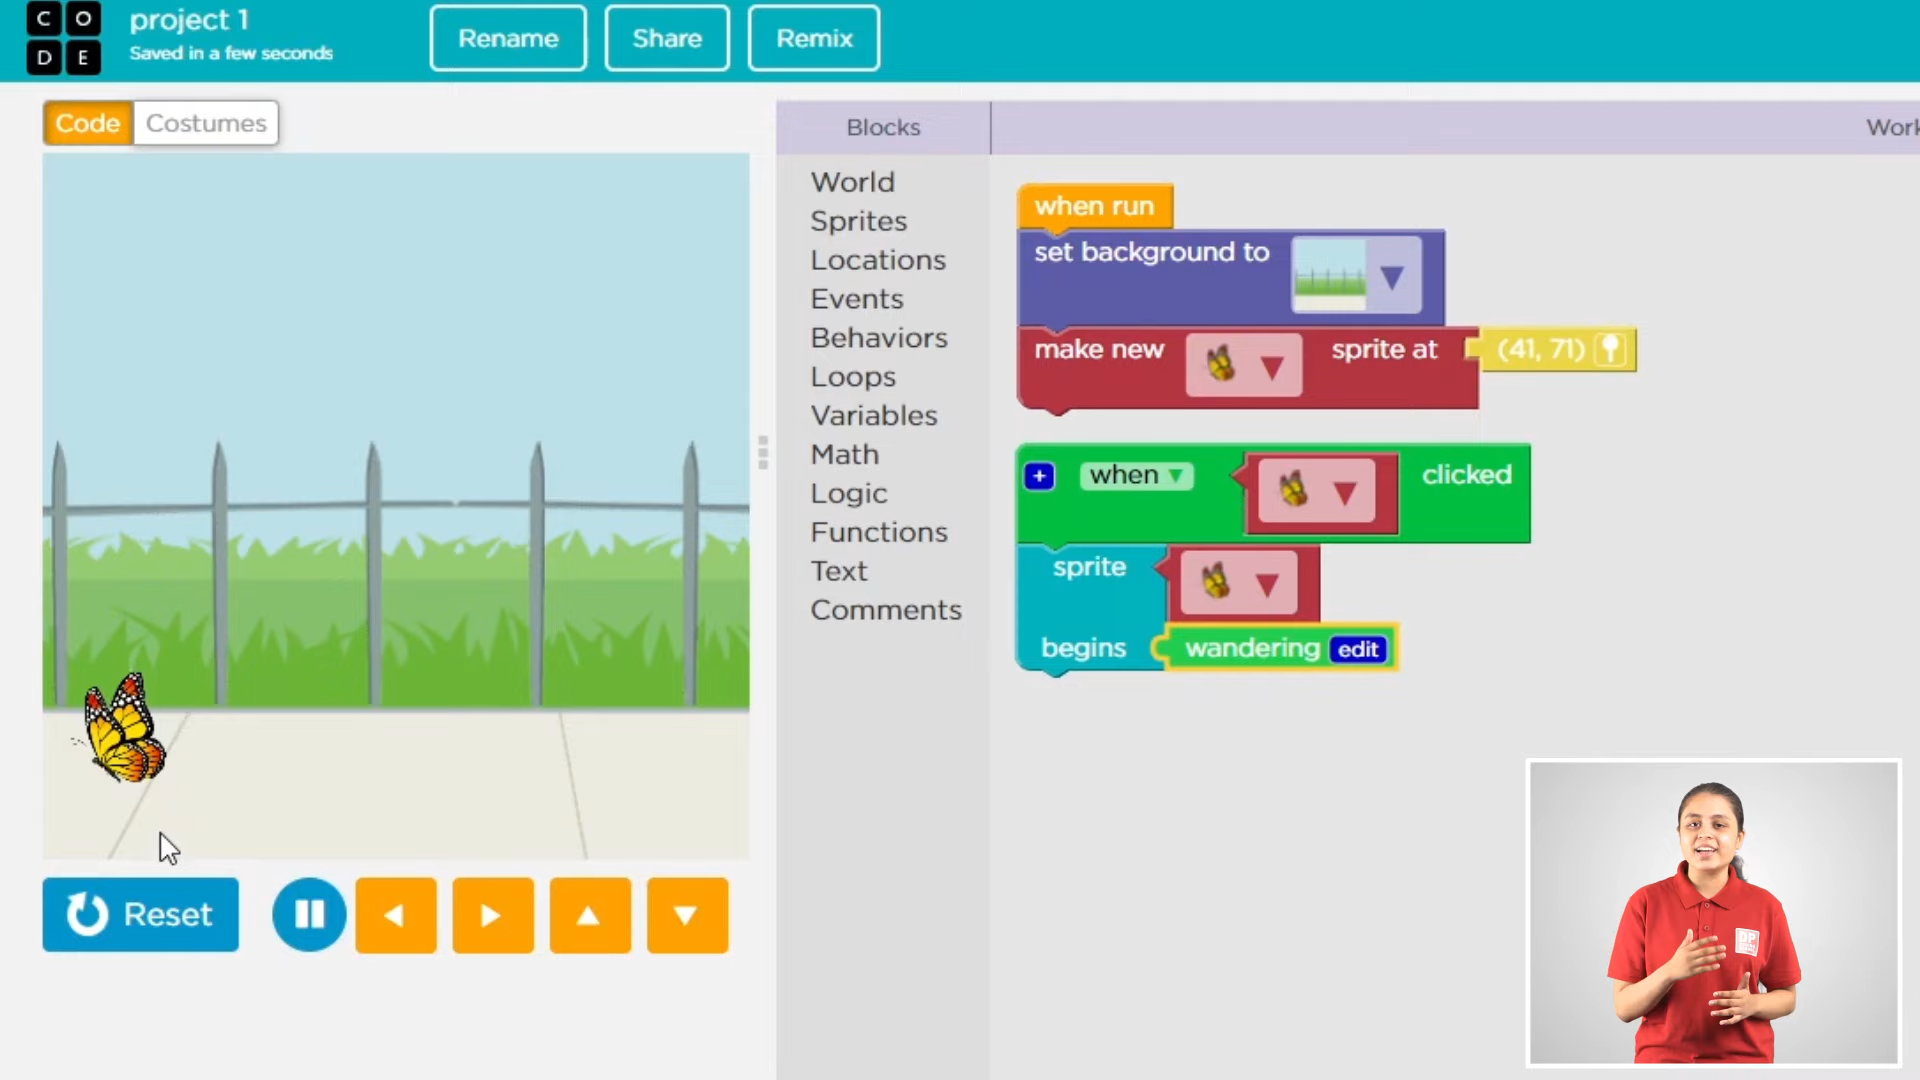 C O
D E
project 1
Saved in a few seconds
Rename
Share
Remix
Code
Costumes
Blocks
Work
World
Sprites
Locations
Events
Behaviors
Loops
Variables
Math
Logic
Functions
Text
Comments
when run
set background to
make new sprite at (41, 71)
+ when clicked
sprite
begins wandering edit
Reset
DP